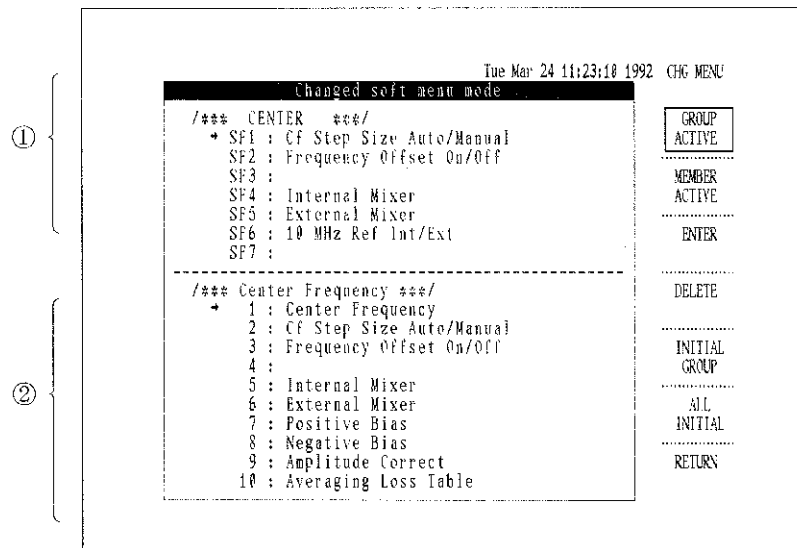 Tue Mar 24 11:23:10 1992 CHG MENU
Changed soft menu mode
①
/*** CENTER ***/
→ SF1 : Cf Step Size Auto/Manual
SF2 : Frequency Offset On/Off
SF3 :
SF4 : Internal Mixer
SF5 : External Mixer
SF6 : 10 MHz Ref Int/Ext
SF7 :
②
/*** Center Frequency ***/
→ 1 : Center Frequency
2 : Cf Step Size Auto/Manual
3 : Frequency Offset On/Off
4 :
5 : Internal Mixer
6 : External Mixer
7 : Positive Bias
8 : Negative Bias
9 : Amplitude Correct
10 : Averaging Loss Table
GROUP
ACTIVE
MEMBER
ACTIVE
ENTER
DELETE
INITIAL
GROUP
ALL
INITIAL
RETURN